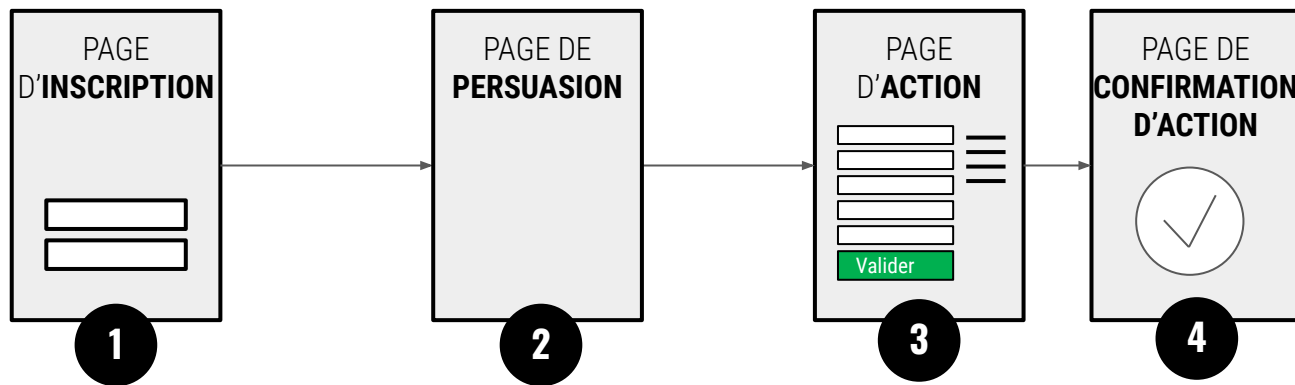 PAGE
D'INSCRIPTION
1
PAGE DE
PERSUASION
2
PAGE
D'ACTION
Valider
3
PAGE DE
CONFIRMATION
D'ACTION
4